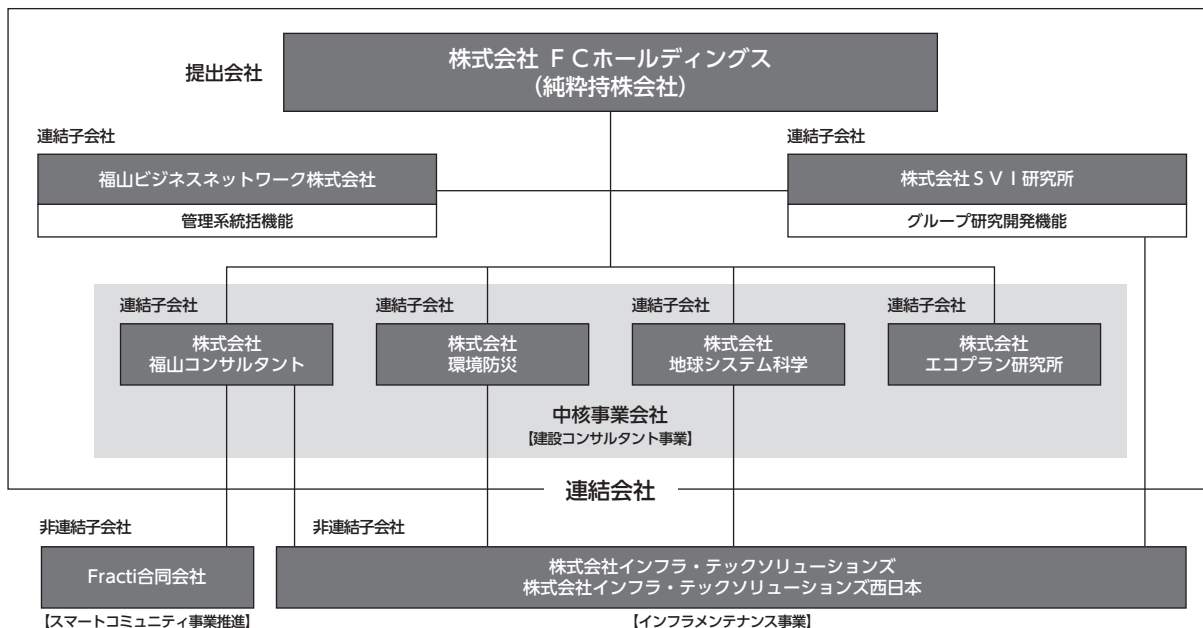 提出会社
株式会社 FCホールディングス
(純粋持株会社)
連結子会社
福山ビジネスネットワーク株式会社
管理系統括機能
連結子会社
株式会社SVI研究所
グループ研究開発機能
連結子会社
株式会社
福山コンサルタント
連結子会社
株式会社
環境防災
連結子会社
株式会社
地球システム科学
連結子会社
株式会社
エコプラン研究所
中核事業会社
【建設コンサルタント事業】
連結会社
非連結子会社
Fracti合同会社
【スマートコミュニティ事業推進】
非連結子会社
株式会社インフラ・テックソリューションズ
株式会社インフラ・テックソリューションズ西日本
【インフラメンテナンス事業】